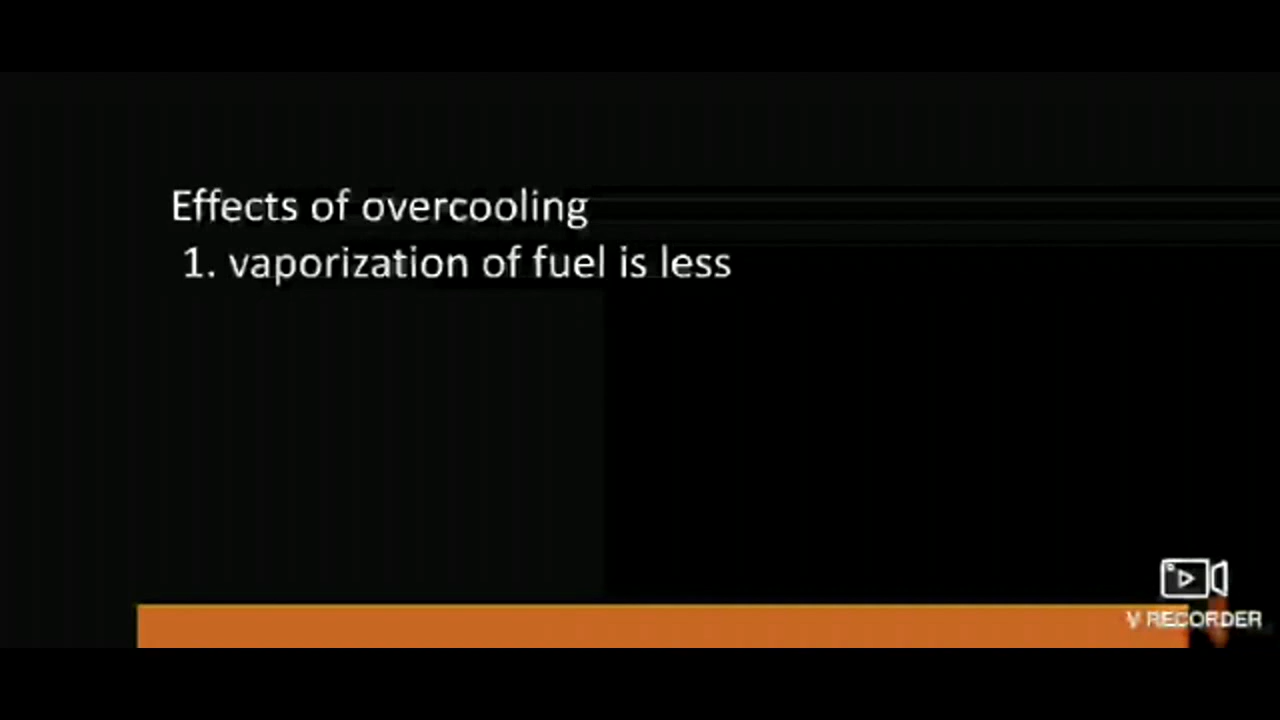 Effects of overcooling
1. vaporization of fuel is less
V RECORDER